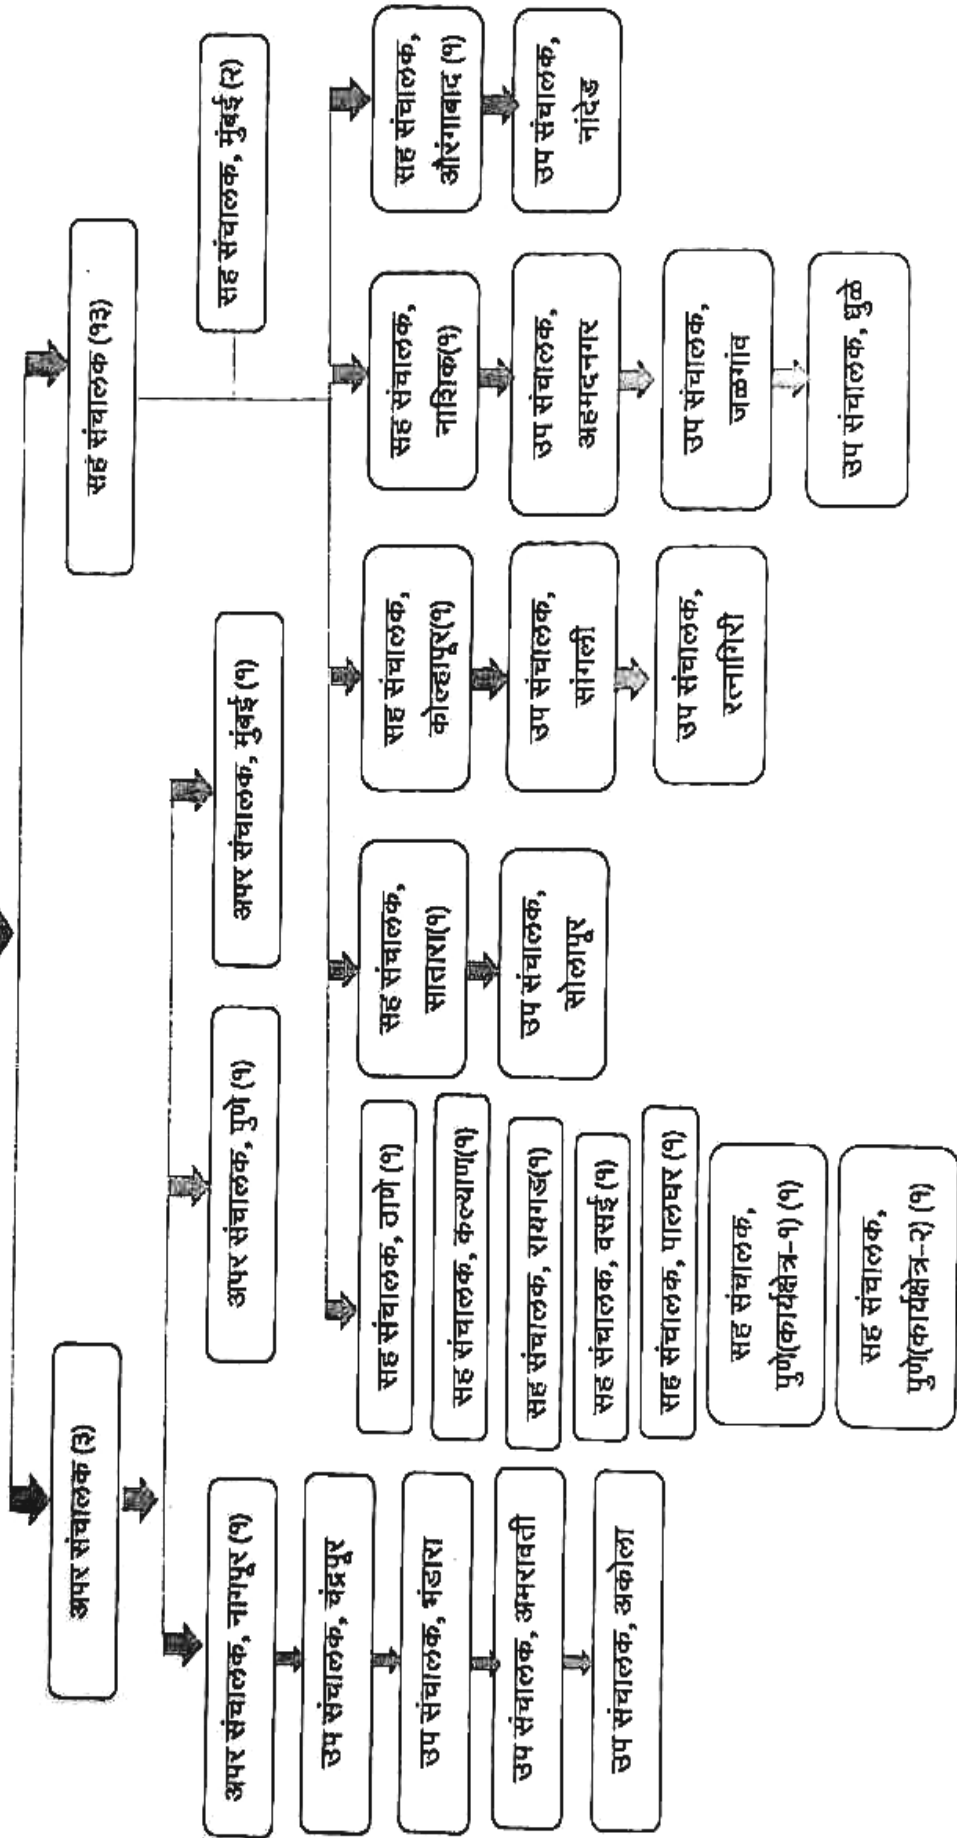 अपर संचालक (३)
सह संचालक (१३)
अपर संचालक, नागपूर (१)
अपर संचालक, पुणे (१)
अपर संचालक, मुंबई (१)
सह संचालक, मुंबई (२)
उप संचालक, चंद्रपूर
उप संचालक, भंडारा
उप संचालक, अमरावती
उप संचालक, अकोला
सह संचालक, ठाणे (१)
सह संचालक, कल्याण(१)
सह संचालक, रायगड(१)
सह संचालक, वसई (१)
सह संचालक, पालघर (१)
सह संचालक,
पुणे(कार्यक्षेत्र-१) (१)
सह संचालक,
पुणे(कार्यक्षेत्र-२) (१)
सह संचालक,
सातारा(१)
उप संचालक,
सोलापूर
सह संचालक,
कोल्हापूर(१)
उप संचालक,
सांगली
उप संचालक,
रत्नागिरी
सह संचालक,
नाशिक(१)
उप संचालक,
अहमदनगर
उप संचालक,
जळगांव
उप संचालक, धुळे
सह संचालक,
औरंगाबाद (१)
उप संचालक,
नांदेड